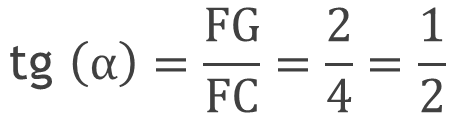 tg (α) = FG/FC = 2/4 = 1/2